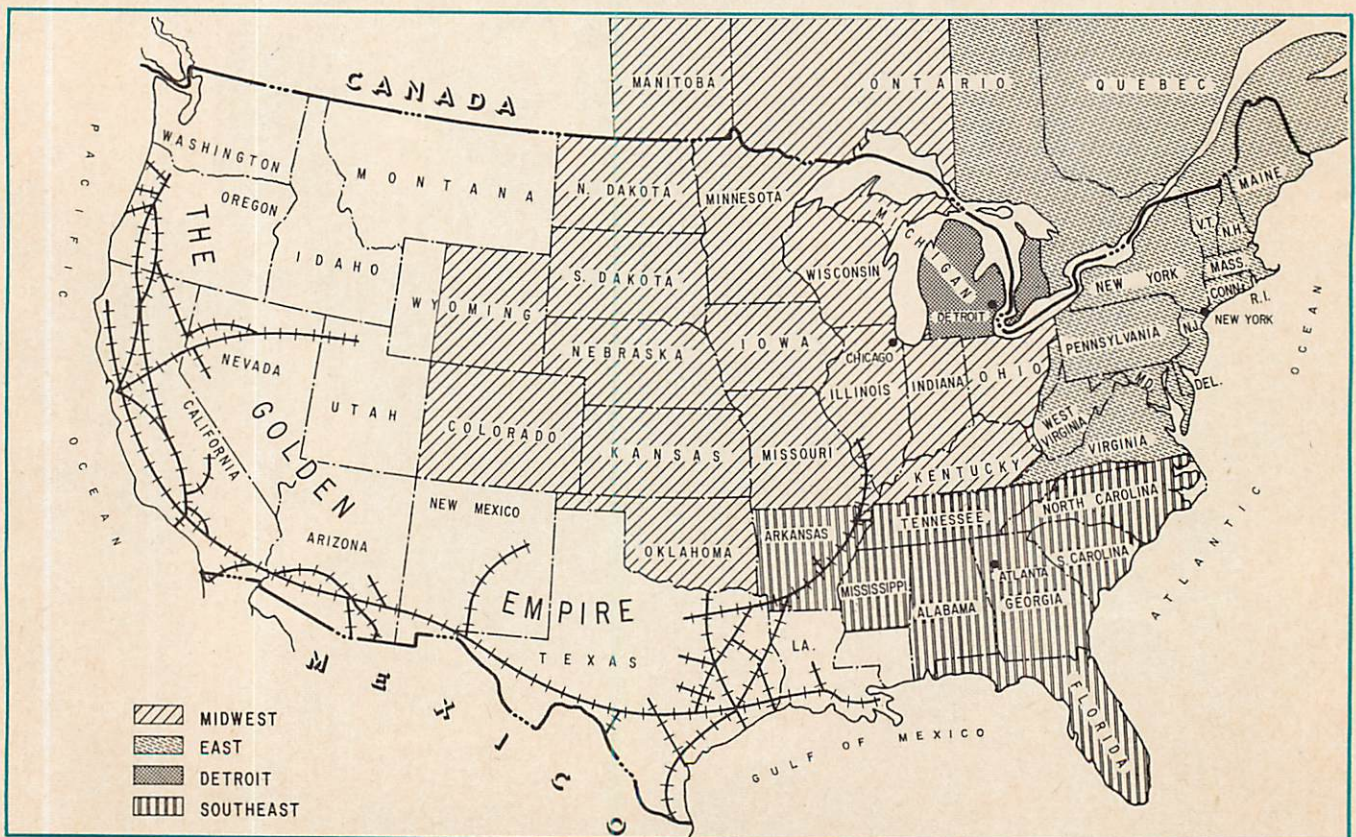 CANADA
MANITOBA
ONTARIO
QUEBEC
PACIFIC
OCEAN
WASHINGTON
MONTANA
N. DAKOTA
MINNESOTA
MAINE
OREGON
THE
IDAHO
MICHIGAN
V.T.
N.H.
WYOMING
S. DAKOTA
WISCONSIN
NEW YORK
MASS.
CONN.
R.I.
DETROIT
NEW YORK
NEVADA
NEBRASKA
IOWA
CHICAGO
PENNSYLVANIA
N.J.
OCEAN
UTAH
CALIFORNIA
GOLDEN
COLORADO
KANSAS
MISSOURI
ILLINOIS
INDIANA
OHIO
MD.
DEL.
WEST
VIRGINIA
VIRGINIA
KENTUCKY
NEW MEXICO
ARIZONA
OKLAHOMA
ARKANSAS
TENNESSEE
NORTH CAROLINA
S. CAROLINA
ATLANTIC
EMPIRE
TEXAS
LA.
MISSISSIPPI
ALABAMA
ATLANTA
GEORGIA
FLORIDA
MEXICO
GULF OF MEXICO
MIDWEST
EAST
DETROIT
SOUTHEAST